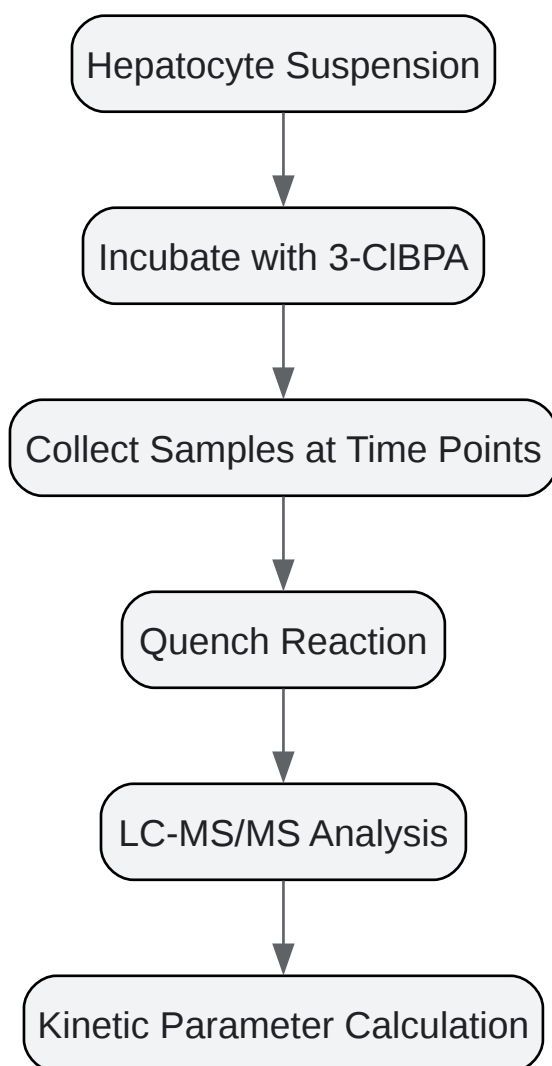 Hepatocyte Suspension
Incubate with 3-ClBPA
Collect Samples at Time Points
Quench Reaction
LC-MS/MS Analysis
Kinetic Parameter Calculation